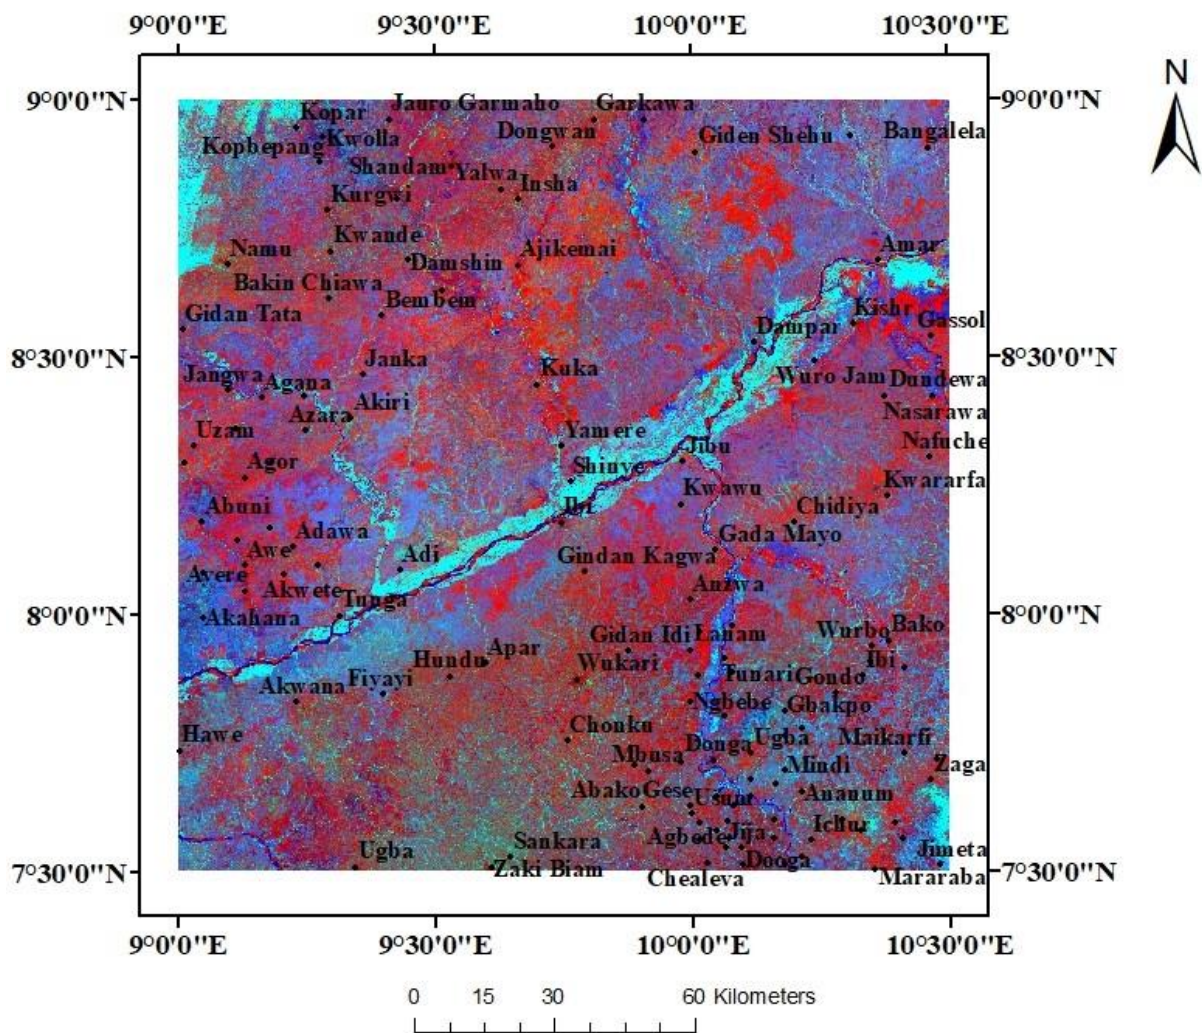 9°0'0"E 9°30'0"E 10°0'0"E 10°30'0"E
N
9°0'0"N 9°0'0"N
Kopar Jauro Garmaho Garkawa
Kopbepang Kwolla Dongwan Giden Shehu Bangalela
Shandam Yalwa Insha
Kurgwi
Namu Kwande Damshin Ajikemai Amar
Bakin Chiawa
Gidan Tata Bembem Dampar Kishr Gassol
8°30'0"N 8°30'0"N
Jangwa Agana Janka Kuka Wuro Jam Dundewa
Azara Akiri Nasarawa
Uzam Yamere Jibu Nafuche
Agor Shinye Kwararfa
Abuni Ibi Kwawu Chidiya
Awe Adawa Adi Gindan Kagwa Gada Mayo
Ayere Akwete Anzwa
8°0'0"N Akahana Tunga 8°0'0"N
Gidan Idi Lanam Wurbo Bako
Hundu Apar Wukari Ibi
Akwana Fiyayi Tunari Gondo
Ngbebe Gbakpo
Hawe Chonku Donga Ugba Maikarfi
Mbusa Mindi Zaga
Abako Gese Ananum
Agbede Jija Ichur
Ugba Sankara Jimeta
7°30'0"N Zaki Biam Chealeva Dooga Mararaba 7°30'0"N
9°0'0"E 9°30'0"E 10°0'0"E 10°30'0"E
0 15 30 60 Kilometers